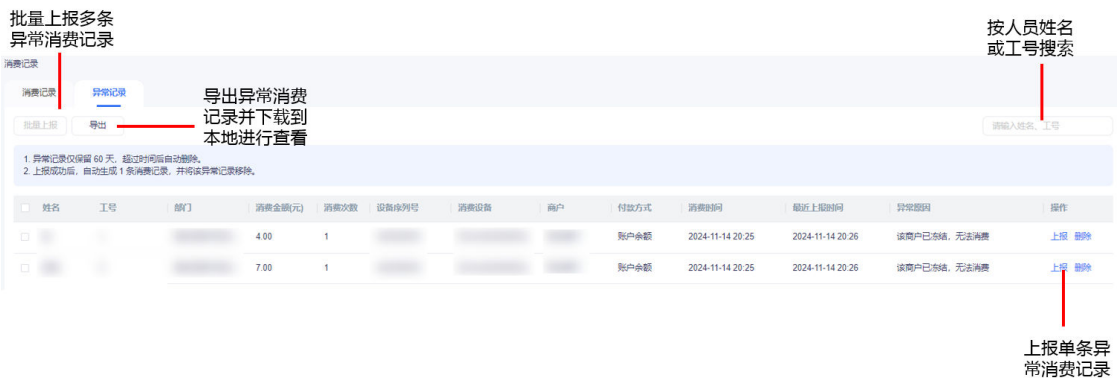 批量上报多条
异常消费记录
按人员姓名
或工号搜索
消费记录
消费记录 异常记录
导出异常消费
记录并下载到
本地进行查看
批量上报 导出 请输入姓名、工号
1. 异常记录仅保留 60 天，超过时间后自动删除。
2. 上报成功后，自动生成 1 条消费记录，并将该异常记录移除。
姓名 工号 部门 消费金额(元) 消费次数 设备序列号 消费设备 商户 付款方式 消费时间 最近上报时间 异常原因 操作
4.00 1 账户余额 2024-11-14 20:25 2024-11-14 20:26 该商户已冻结，无法消费 上报 删除
7.00 1 账户余额 2024-11-14 20:25 2024-11-14 20:26 该商户已冻结，无法消费 上报 删除
上报单条异
常消费记录